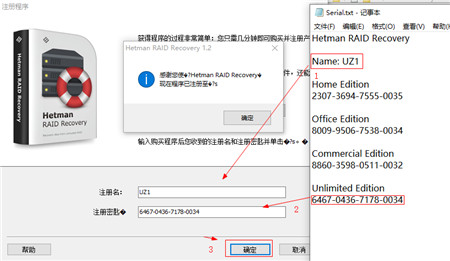 注册程序
获得程序的过程非常简单：您只需几分钟即可购买并注册产
Hetman RAID Recovery 1.2
感谢您使�?Hetman RAID Recovery�
现在程序已注册至�?s
确定
Hetman
RAID Recovery
输入购买程序后您收到的注册名和注册密匙并单击�?s。�
注册名:
UZ1
注册密匙�
6467-0436-7178-0034
2
3
帮助
确定
取消
Serial.txt - 记事本
文件(F) 编辑(E) 格式(O) 查看(V) 帮助
Hetman RAID Recovery
Name: UZ1
1
Home Edition
2307-3694-7555-0035
Office Edition
8009-9506-7538-0034
Commercial Edition
8860-3598-0511-0032
Unlimited Edition
6467-0436-7178-0034